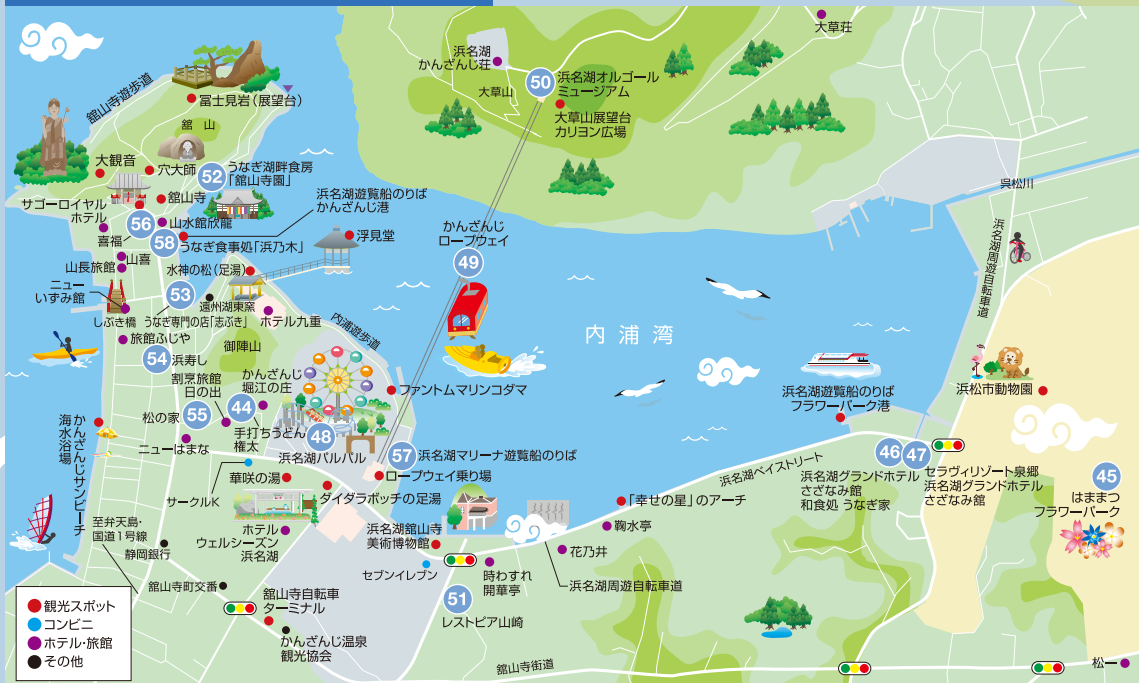 大草荘
浜名湖
かんざんじ荘
大草山
50
浜名湖オルゴール
ミュージアム
大草山展望台
カリヨン広場
舘山寺遊歩道
冨士見岩(展望台)
舘 山
大観音
穴大師
52
うなぎ湖畔食房
「舘山寺園」
サゴーロイヤル
ホテル
舘山寺
浜名湖遊覧船のりば
かんざんじ港
56
山水館欣龍
喜福
58
うなぎ食事処「浜乃木」
浮見堂
かんざんじ
ロープウェイ
49
山喜
山長旅館
水神の松(足湯)
ニュー
いずみ館
53
遠州湖東窯
しぶき橋
うなぎ専門の店「志ぶき」
ホテル九重
内浦遊歩道
旅館ふじや
御陣山
54
浜寿し
内浦湾
呉松川
浜名湖周遊自転車道
割烹旅館
日の出
かんざんじ
堀江の庄
ファントムマリンコダマ
浜名湖遊覧船のりば
フラワーパーク港
浜松市動物園
松の家
55
44
手打ちうどん
権太
48
浜名湖パルパル
かんざんじサンビーチ
海水浴場
ニューはまな
57
浜名湖マリーナ遊覧船のりば
ロープウェイ乗り場
浜名湖ベイストリート
46
47
浜名湖グランドホテル
さざなみ館
和食処 うなぎ家
セラヴィリゾート泉郷
浜名湖グランドホテル
さざなみ館
45
はままつ
フラワーパーク
サークルK
華咲の湯
ダイダラボッチの足湯
「幸せの星」のアーチ
至弁天島・
国道1号線
静岡銀行
ホテル
ウェルシーズン
浜名湖
浜名湖舘山寺
美術博物館
鞠水亭
花乃井
セブンイレブン
時わすれ
開華亭
浜名湖周遊自転車道
舘山寺町交番
舘山寺自転車
ターミナル
51
レストピア山崎
かんざんじ温泉
観光協会
舘山寺街道
松一
観光スポット
コンビニ
ホテル・旅館
その他